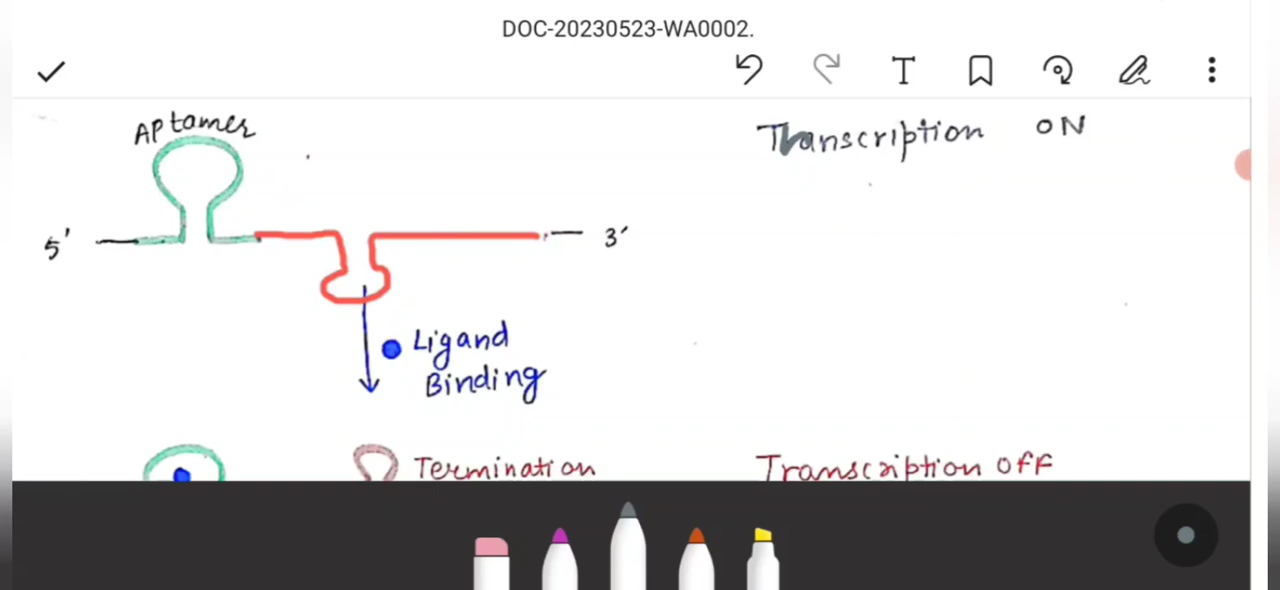 DOC-20230523-WA0002.
T
Aptamer
Transcription ON
5' 3'
Ligand
Binding
Termination
Transcription OFF